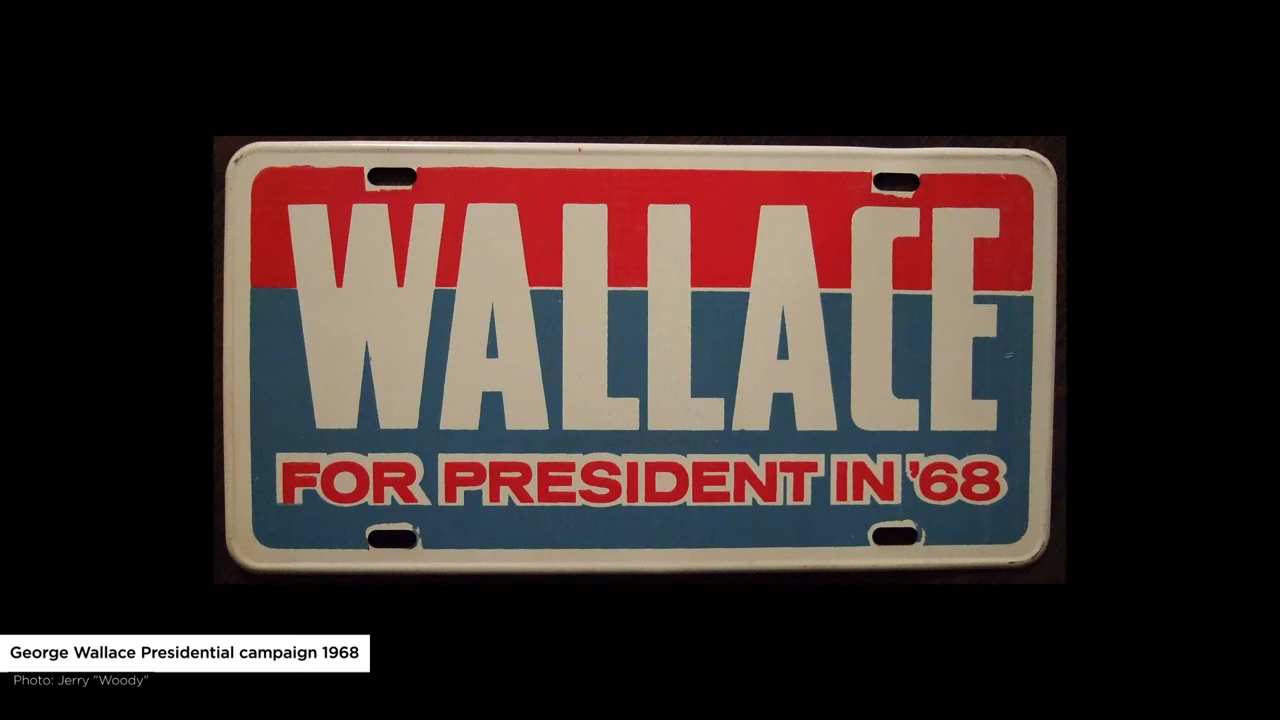 WALLACE
FOR PRESIDENT IN '68
George Wallace Presidential campaign 1968
Photo: Jerry "Woody"